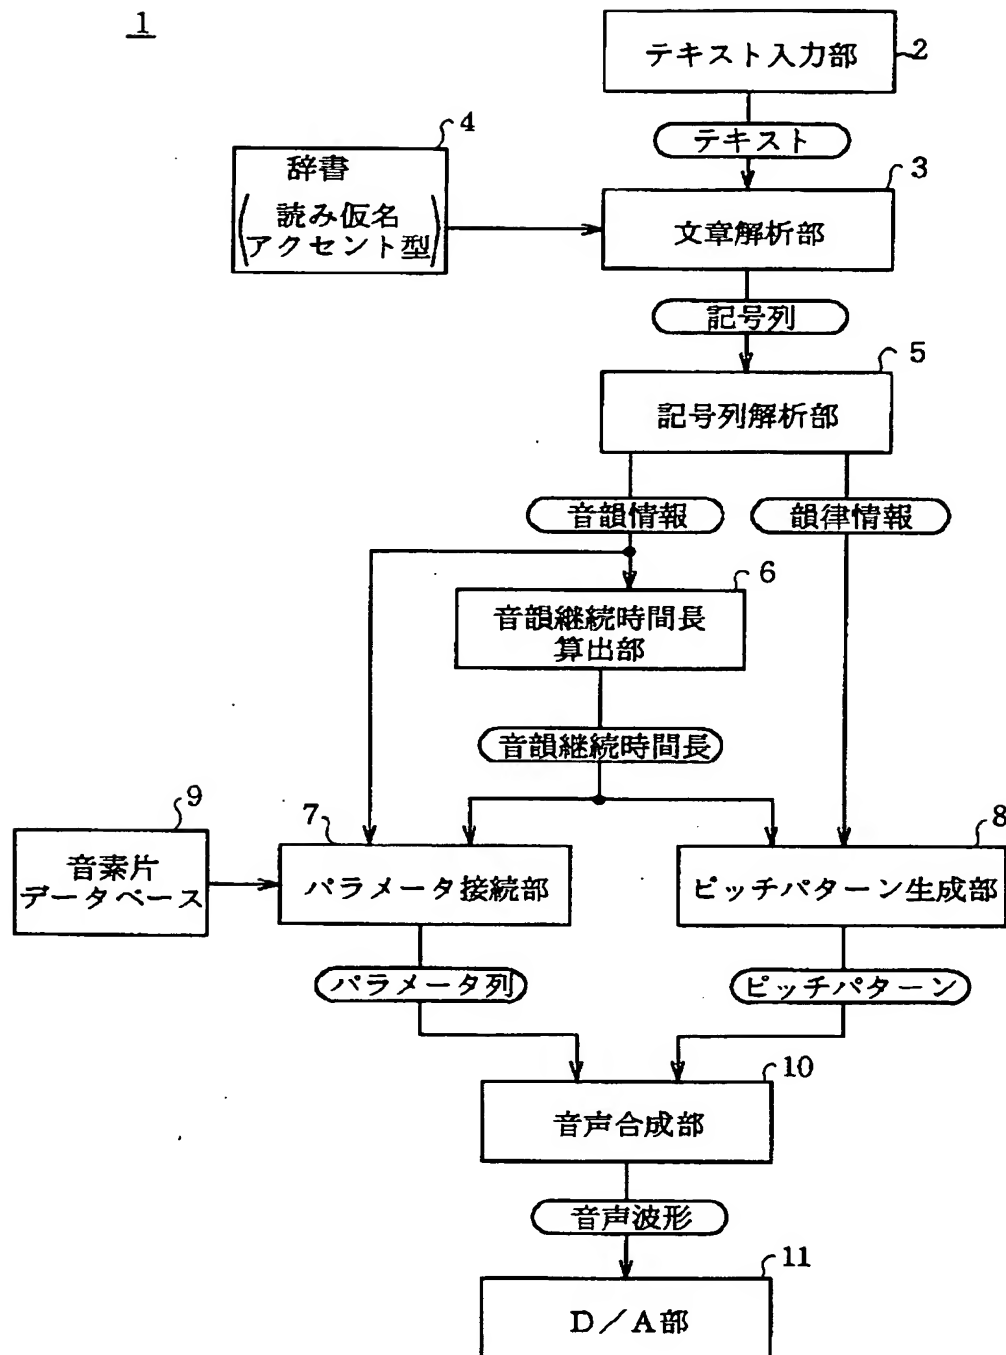 1
テキスト入力部
2
テキスト
4
辞書
読み仮名
アクセント型
3
文章解析部
記号列
5
記号列解析部
音韻情報
韻律情報
6
音韻継続時間長
算出部
音韻継続時間長
9
音素片
データベース
7
パラメータ接続部
8
ピッチパターン生成部
パラメータ列
ピッチパターン
10
音声合成部
音声波形
11
D/A部